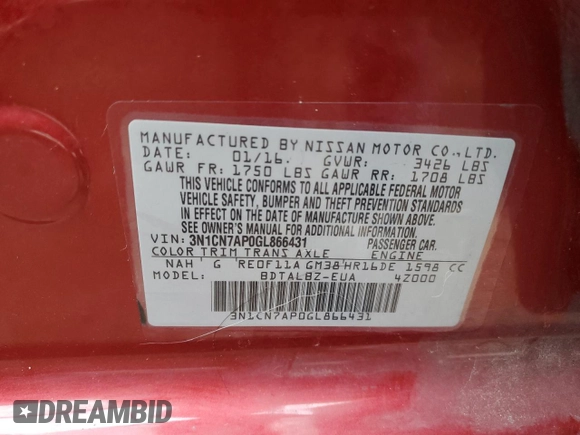 MANUFACTURED BY NISSAN MOTOR CO.,LTD.
DATE: 01/16. GVWR: 3426 LBS
GAWR FR: 1750 LBS GAWR RR: 1708 LBS
THIS VEHICLE CONFORMS TO ALL APPLICABLE FEDERAL MOTOR
VEHICLE SAFETY, BUMPER AND THEFT PREVENTION STANDARDS
IN EFFECT ON THE DATE OF MANUFACTURE SHOWN ABOVE.
SEE OWNER'S MANUAL FOR ADDITIONAL INFORMATION.
VIN: 3N1CN7AP0GL866431 PASSENGER CAR.
COLOR TRIM TRANS AXLE ENGINE
NAH G RE0F11A GM38 HR16DE 1598 CC
MODEL: BDTALBZ-EUA 4Z000
3N1CN7AP0GL866431
DREAMBID